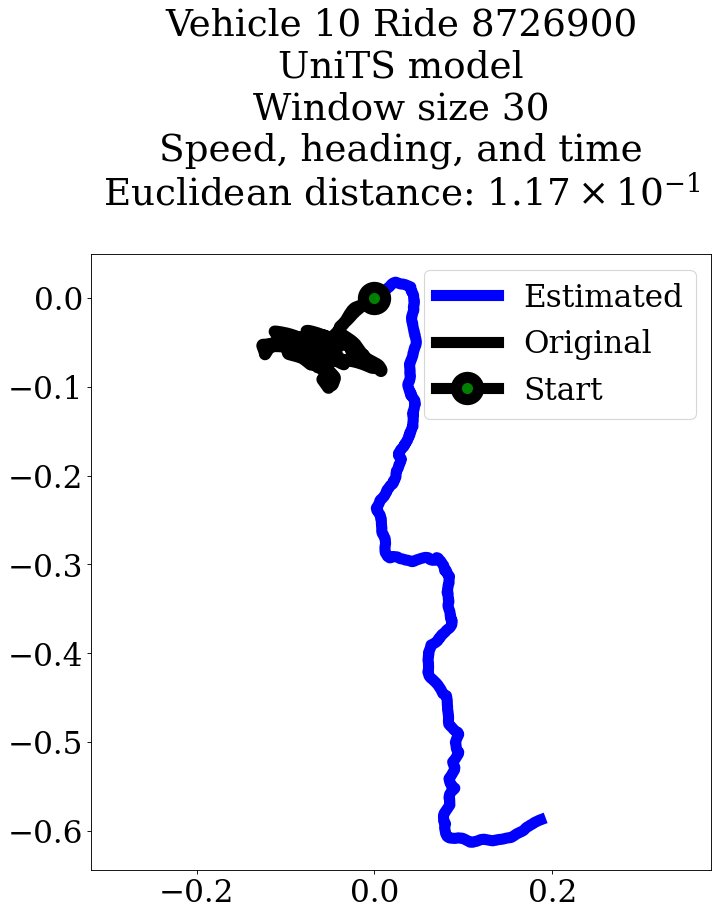 Vehicle 10 Ride 8726900
UniTS model
Window size 30
Speed, heading, and time
Euclidean distance: 1.17 × 10⁻¹
Estimated
Original
Start
0.0
−0.1
−0.2
−0.3
−0.4
−0.5
−0.6
−0.2
0.0
0.2